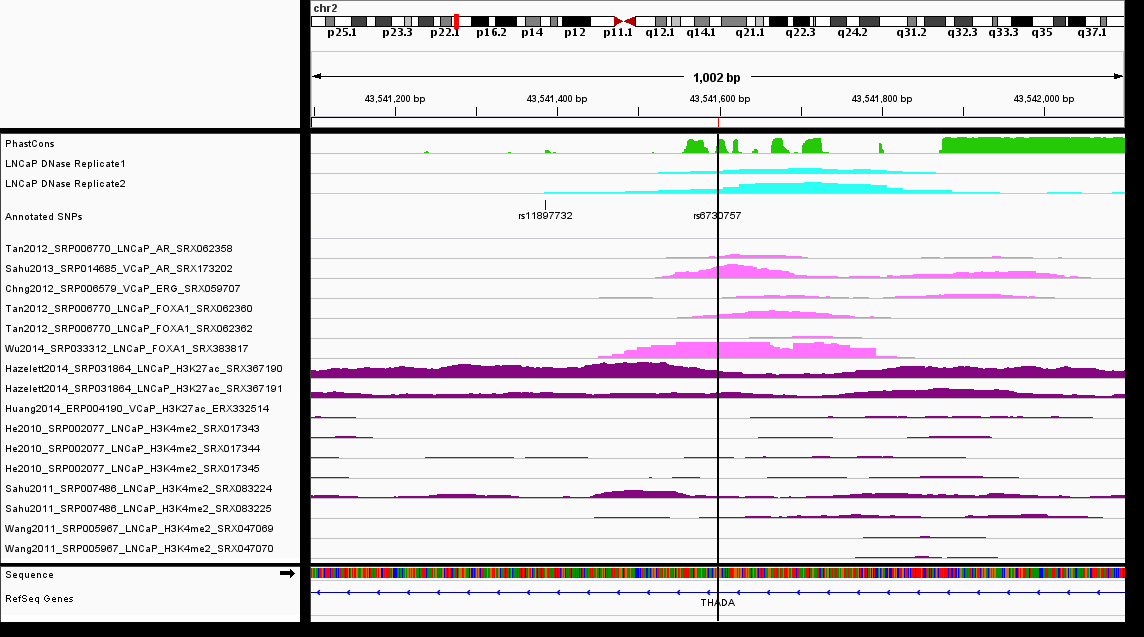 chr2
p25.1 p23.3 p22.1 p16.2 p14 p12 p11.1 q12.1 q14.1 q21.1 q22.3 q24.2 q31.2 q32.3 q33.3 q35 q37.1
1,002 bp
43,541,200 bp 43,541,400 bp 43,541,600 bp 43,541,800 bp 43,542,000 bp
PhastCons
LNCaP DNase Replicate1
LNCaP DNase Replicate2
Annotated SNPs
rs11897732 rs6730757
Tan2012_SRP006770_LNCaP_AR_SRX062358
Sahu2013_SRP014685_VCaP_AR_SRX173202
Chng2012_SRP006579_VCaP_ERG_SRX059707
Tan2012_SRP006770_LNCaP_FOXA1_SRX062360
Tan2012_SRP006770_LNCaP_FOXA1_SRX062362
Wu2014_SRP033312_LNCaP_FOXA1_SRX383817
Hazelett2014_SRP031864_LNCaP_H3K27ac_SRX367190
Hazelett2014_SRP031864_LNCaP_H3K27ac_SRX367191
Huang2014_ERP004190_VCaP_H3K27ac_ERX332514
He2010_SRP002077_LNCaP_H3K4me2_SRX017343
He2010_SRP002077_LNCaP_H3K4me2_SRX017344
He2010_SRP002077_LNCaP_H3K4me2_SRX017345
Sahu2011_SRP007486_LNCaP_H3K4me2_SRX083224
Sahu2011_SRP007486_LNCaP_H3K4me2_SRX083225
Wang2011_SRP005967_LNCaP_H3K4me2_SRX047069
Wang2011_SRP005967_LNCaP_H3K4me2_SRX047070
Sequence
RefSeq Genes
THADA